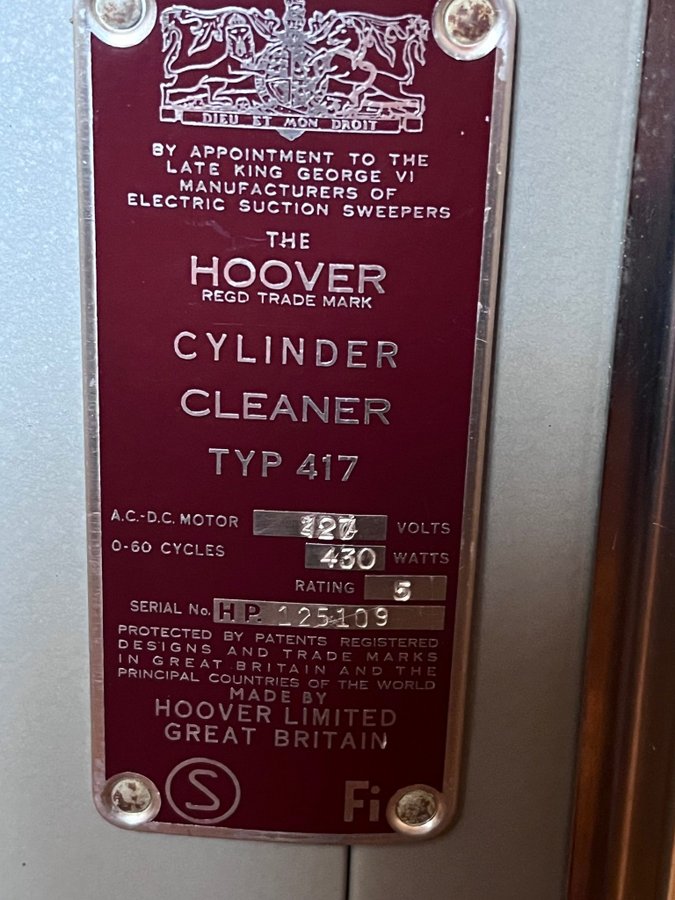 DIEU ET MON DROIT
BY APPOINTMENT TO THE
LATE KING GEORGE VI
MANUFACTURERS OF
ELECTRIC SUCTION SWEEPERS
THE
HOOVER
REGD TRADE MARK
CYLINDER
CLEANER
TYP 417
A.C.-D.C. MOTOR VOLTS
0-60 CYCLES 430 WATTS
RATING 5
SERIAL No. H P. 125109
PROTECTED BY PATENTS REGISTERED
DESIGNS AND TRADE MARKS
IN GREAT BRITAIN AND THE
PRINCIPAL COUNTRIES OF THE WORLD
MADE BY
HOOVER LIMITED
GREAT BRITAIN
S Fi